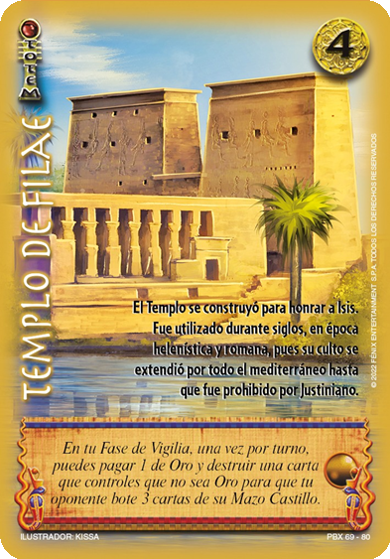 TOTEM
4
TEMPLO DE FILAE
El Templo se construyó para honrar a Isis.
Fue utilizado durante siglos, en época
helenística y romana, pues su culto se
extendió por todo el mediterráneo hasta
que fue prohibido por Justiniano.
© 2022 FÉNIX ENTERTAINMENT S.P.A. TODOS LOS DERECHOS RESERVADOS
En tu Fase de Vigilia, una vez por turno,
puedes pagar 1 de Oro y destruir una carta
que controles que no sea Oro para que tu
oponente bote 3 cartas de su Mazo Castillo.
ILUSTRADOR: KISSA
PBX 69 - 80